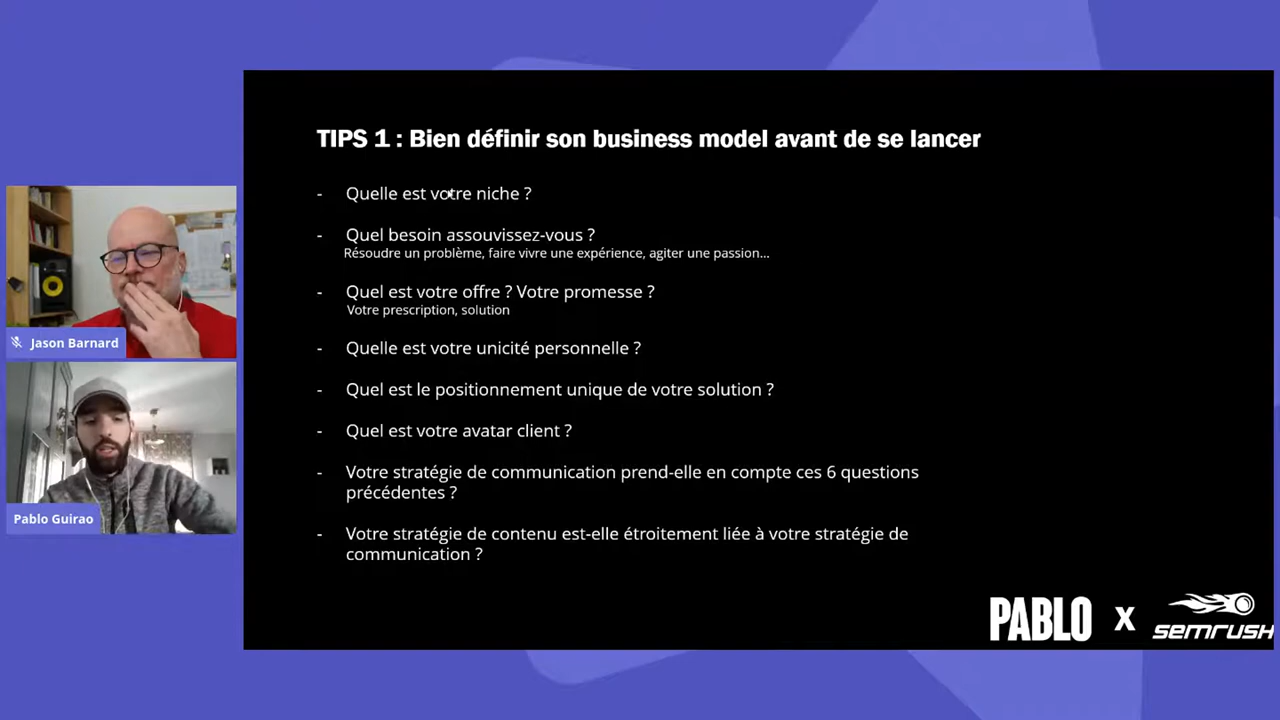 TIPS 1 : Bien définir son business model avant de se lancer
- Quelle est votre niche ?
- Quel besoin assouvissez-vous ?
Résoudre un problème, faire vivre une expérience, agiter une passion...
- Quel est votre offre ? Votre promesse ?
Votre prescription, solution
- Quelle est votre unicité personnelle ?
- Quel est le positionnement unique de votre solution ?
- Quel est votre avatar client ?
- Votre stratégie de communication prend-elle en compte ces 6 questions
précédentes ?
- Votre stratégie de contenu est-elle étroitement liée à votre stratégie de
communication ?
Jason Barnard
Pablo Guirao
PABLO X semrush